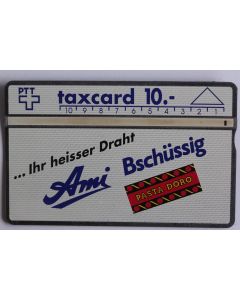 PTT
taxcard 10.-
10 9 8 7 6 5 4 3 2 1
... Ihr heisser Draht
Ami Bschüssig
PASTA DORO